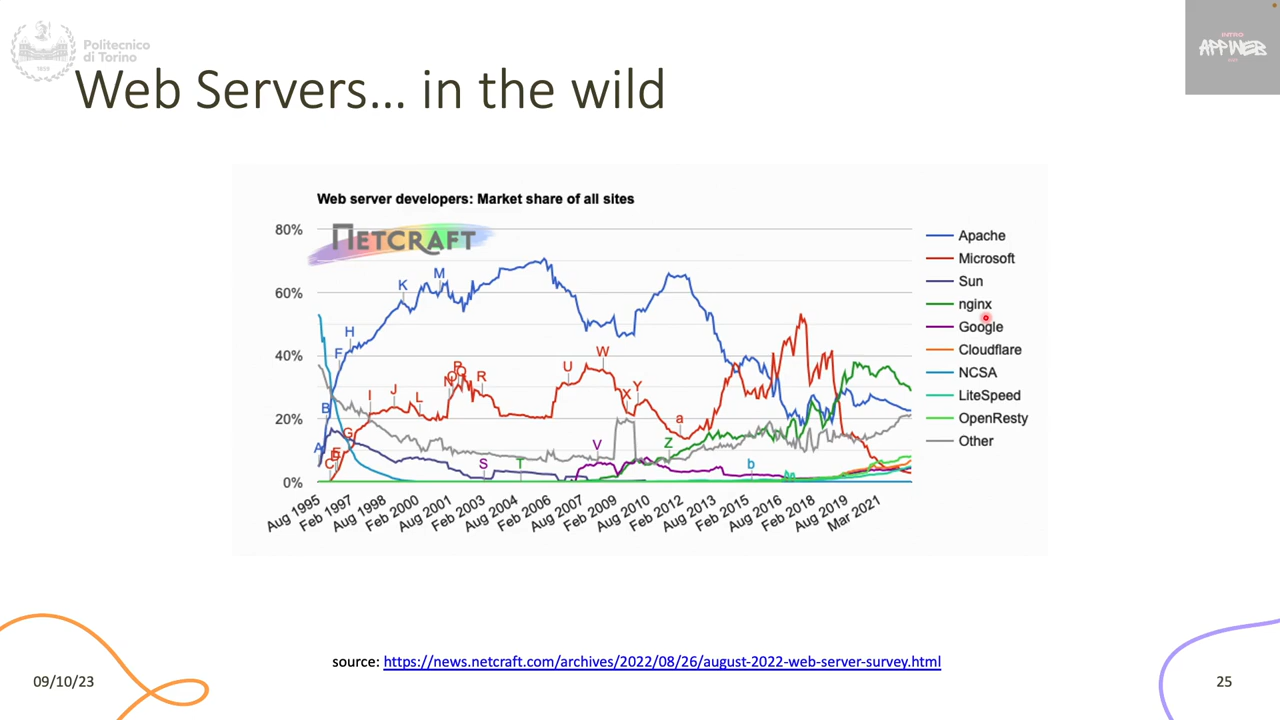 Politecnico
di Torino
INTRO
APPWEB
Web Servers... in the wild
Web server developers: Market share of all sites
NETCRAFT
80%
60%
40%
20%
0%
A
B
C
E
F
G
H
I
J
K
L
M
N
O
P
Q
R
S
T
U
V
W
X
Y
Z
a
b
Aug 1995
Feb 1997
Aug 1998
Feb 2000
Aug 2001
Feb 2003
Aug 2004
Feb 2006
Aug 2007
Feb 2009
Aug 2010
Feb 2012
Aug 2013
Feb 2015
Aug 2016
Feb 2018
Aug 2019
Mar 2021
Apache
Microsoft
Sun
nginx
Google
Cloudflare
NCSA
LiteSpeed
OpenResty
Other
source: https://news.netcraft.com/archives/2022/08/26/august-2022-web-server-survey.html
09/10/23
25